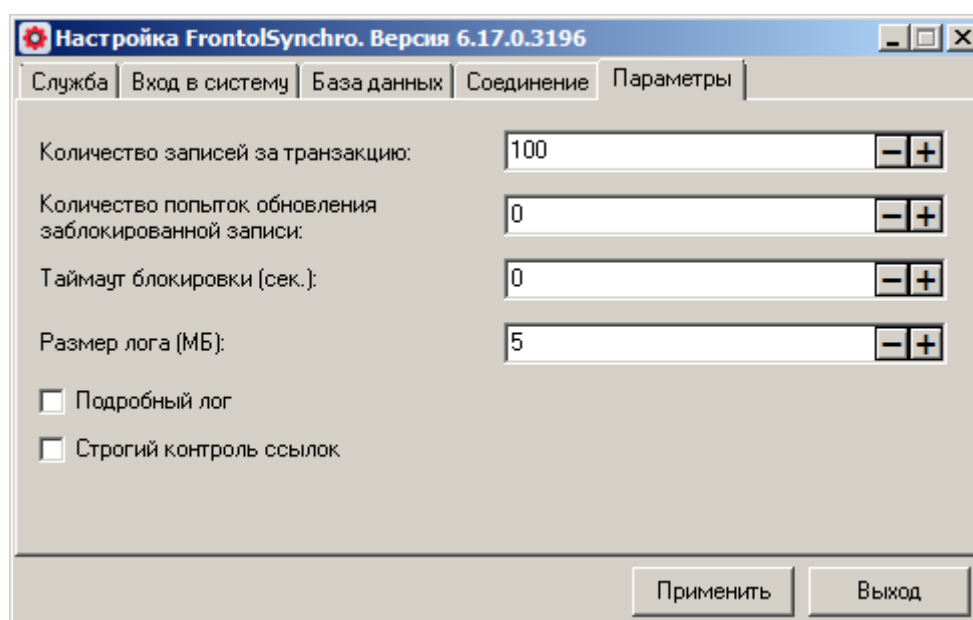 Настройка FrontolSynchro. Версия 6.17.0.3196
Служба Вход в систему База данных Соединение Параметры
Количество записей за транзакцию: 100
Количество попыток обновления
заблокированной записи: 0
Таймаут блокировки (сек.): 0
Размер лога (МБ): 5
Подробный лог
Строгий контроль ссылок
Применить Выход